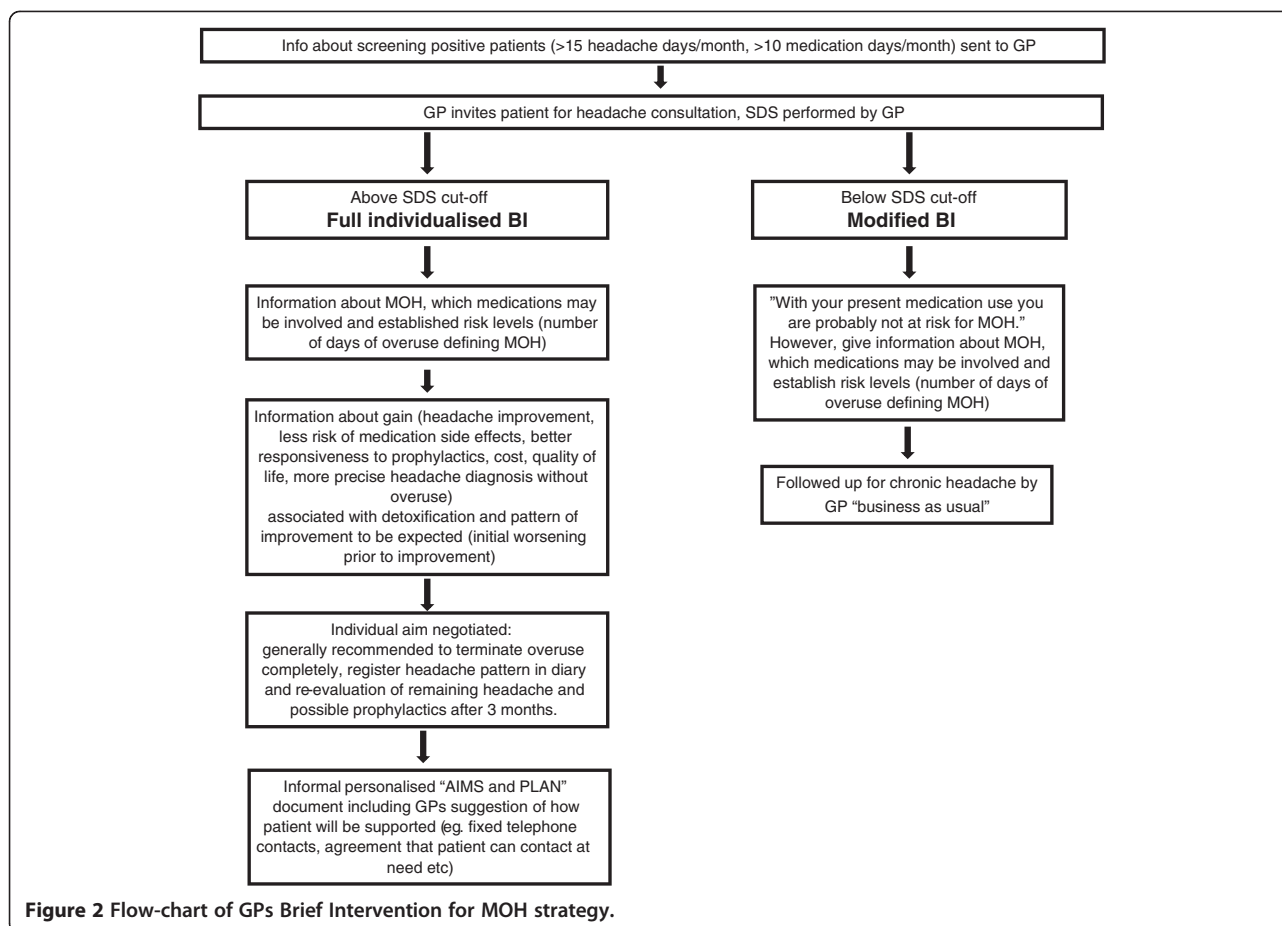 Info about screening positive patients (>15 headache days/month, >10 medication days/month) sent to GP
GP invites patient for headache consultation, SDS performed by GP
Above SDS cut-off
Full individualised BI
Information about MOH, which medications may
be involved and established risk levels (number
of days of overuse defining MOH)
Information about gain (headache improvement,
less risk of medication side effects, better
responsiveness to prophylactics, cost, quality of
life, more precise headache diagnosis without
overuse)
associated with detoxification and pattern of
improvement to be expected (initial worsening
prior to improvement)
Individual aim negotiated:
generally recommended to terminate overuse
completely, register headache pattern in diary
and re-evaluation of remaining headache and
possible prophylactics after 3 months.
Informal personalised “AIMS and PLAN”
document including GPs suggestion of how
patient will be supported (eg. fixed telephone
contacts, agreement that patient can contact at
need etc)
Below SDS cut-off
Modified BI
”With your present medication use you
are probably not at risk for MOH.”
However, give information about MOH,
which medications may be involved and
establish risk levels (number of days of
overuse defining MOH)
Followed up for chronic headache by
GP “business as usual”
Figure 2 Flow-chart of GPs Brief Intervention for MOH strategy.